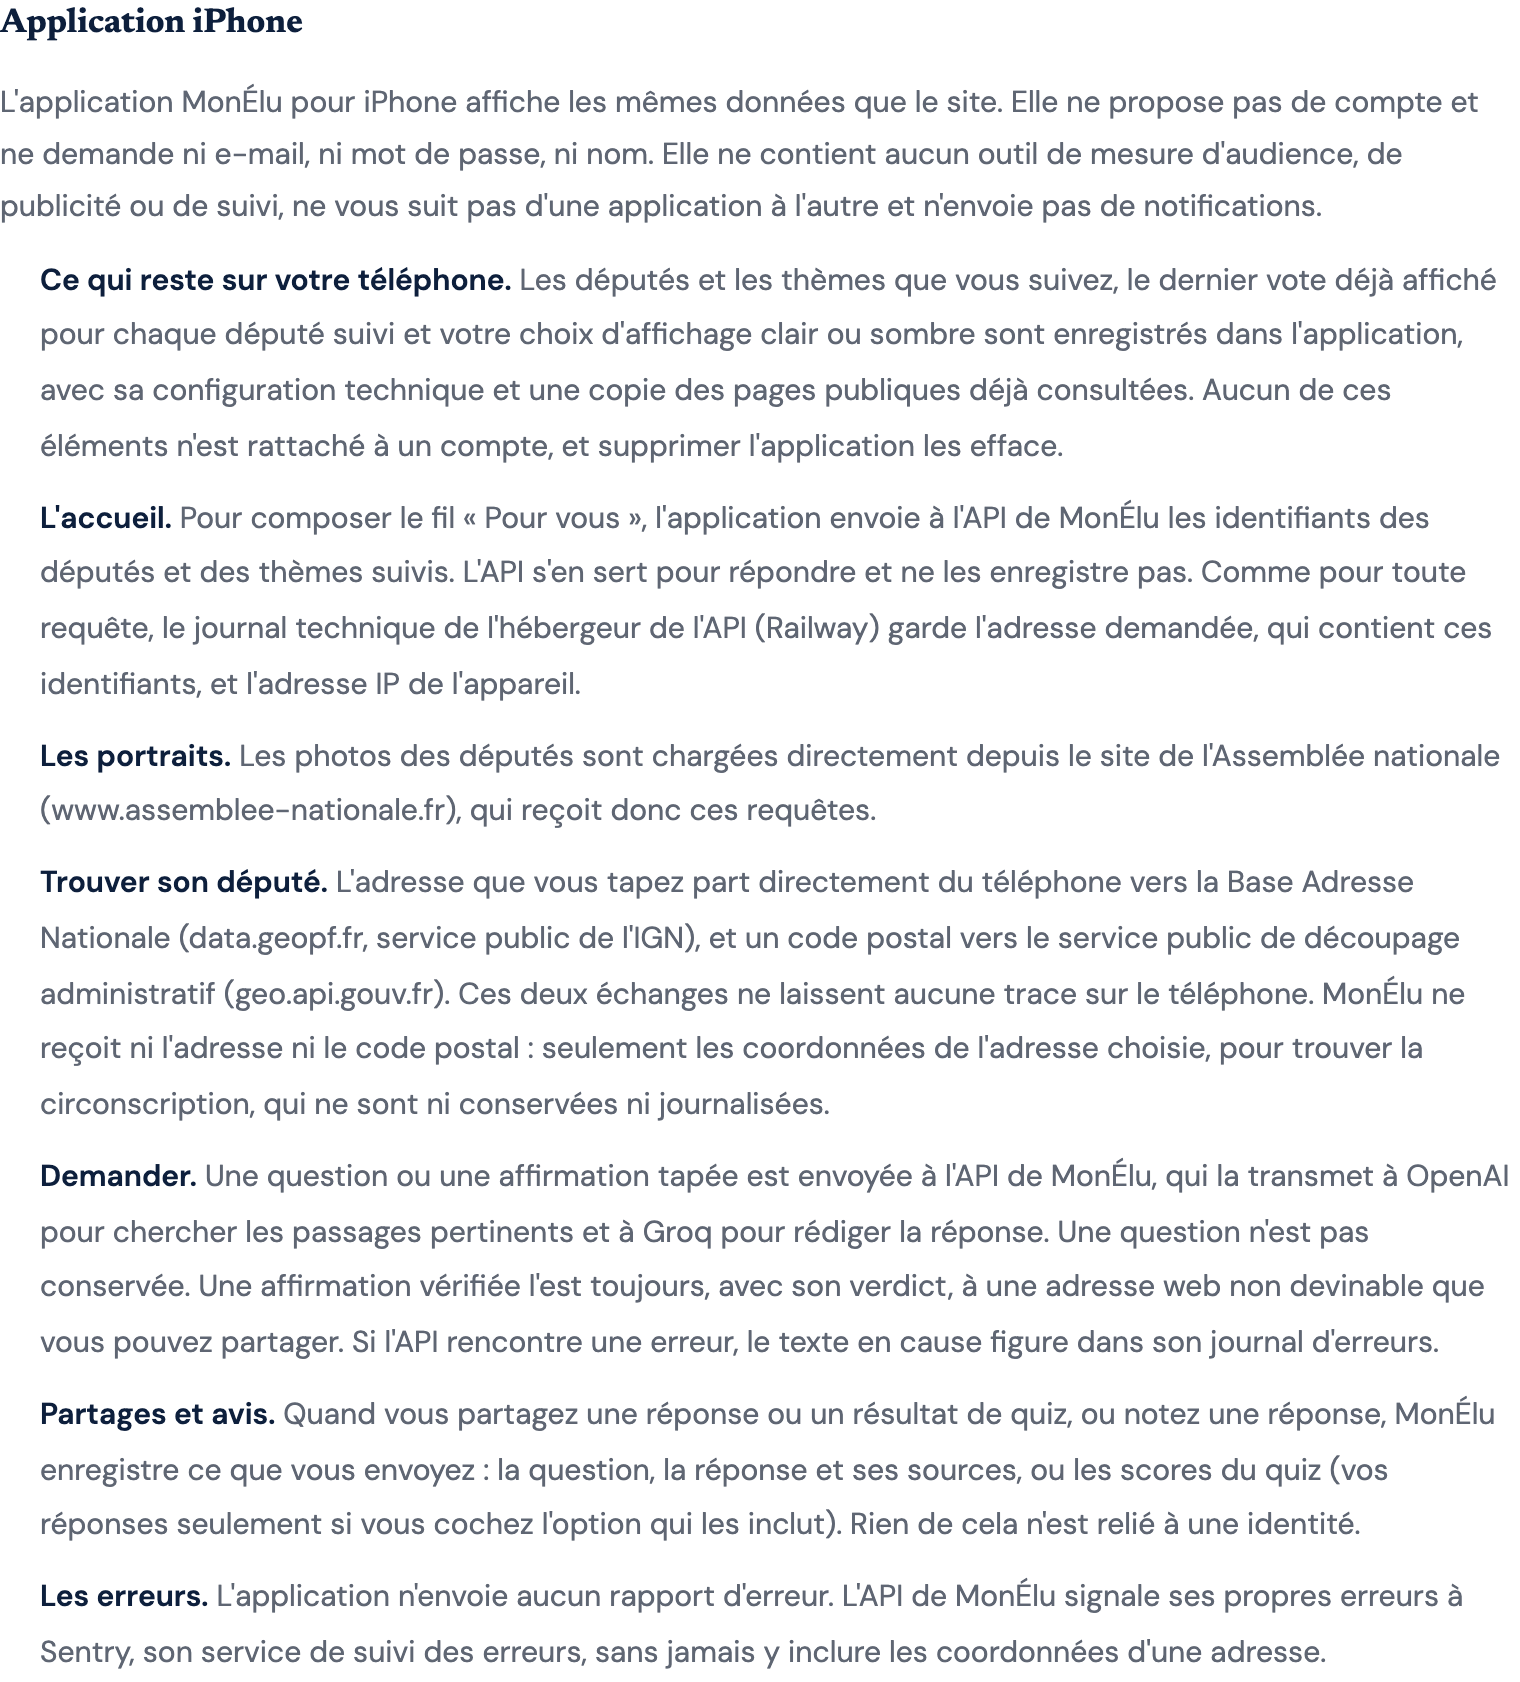 Application iPhone
L'application MonÉlu pour iPhone affiche les mêmes données que le site. Elle ne propose pas de compte et
ne demande ni e-mail, ni mot de passe, ni nom. Elle ne contient aucun outil de mesure d'audience, de
publicité ou de suivi, ne vous suit pas d'une application à l'autre et n'envoie pas de notifications.
Ce qui reste sur votre téléphone. Les députés et les thèmes que vous suivez, le dernier vote déjà affiché
pour chaque député suivi et votre choix d'affichage clair ou sombre sont enregistrés dans l'application,
avec sa configuration technique et une copie des pages publiques déjà consultées. Aucun de ces
éléments n'est rattaché à un compte, et supprimer l'application les efface.
L'accueil. Pour composer le fil « Pour vous », l'application envoie à l'API de MonÉlu les identifiants des
députés et des thèmes suivis. L'API s'en sert pour répondre et ne les enregistre pas. Comme pour toute
requête, le journal technique de l'hébergeur de l'API (Railway) garde l'adresse demandée, qui contient ces
identifiants, et l'adresse IP de l'appareil.
Les portraits. Les photos des députés sont chargées directement depuis le site de l'Assemblée nationale
(www.assemblee-nationale.fr), qui reçoit donc ces requêtes.
Trouver son député. L'adresse que vous tapez part directement du téléphone vers la Base Adresse
Nationale (data.geopf.fr, service public de l'IGN), et un code postal vers le service public de découpage
administratif (geo.api.gouv.fr). Ces deux échanges ne laissent aucune trace sur le téléphone. MonÉlu ne
reçoit ni l'adresse ni le code postal : seulement les coordonnées de l'adresse choisie, pour trouver la
circonscription, qui ne sont ni conservées ni journalisées.
Demander. Une question ou une affirmation tapée est envoyée à l'API de MonÉlu, qui la transmet à OpenAI
pour chercher les passages pertinents et à Groq pour rédiger la réponse. Une question n'est pas
conservée. Une affirmation vérifiée l'est toujours, avec son verdict, à une adresse web non devinable que
vous pouvez partager. Si l'API rencontre une erreur, le texte en cause figure dans son journal d'erreurs.
Partages et avis. Quand vous partagez une réponse ou un résultat de quiz, ou notez une réponse, MonÉlu
enregistre ce que vous envoyez : la question, la réponse et ses sources, ou les scores du quiz (vos
réponses seulement si vous cochez l'option qui les inclut). Rien de cela n'est relié à une identité.
Les erreurs. L'application n'envoie aucun rapport d'erreur. L'API de MonÉlu signale ses propres erreurs à
Sentry, son service de suivi des erreurs, sans jamais y inclure les coordonnées d'une adresse.